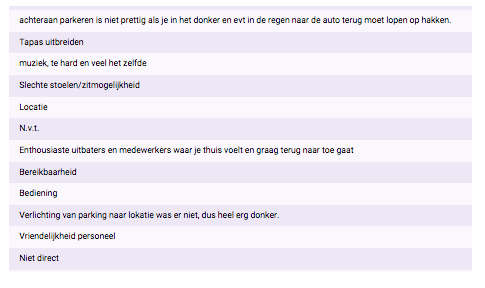 achteraan parkeren is niet prettig als je in het donker en evt in de regen naar de auto terug moet lopen op hakken.
Tapas uitbreiden
muziek, te hard en veel het zelfde
Slechte stoelen/zitmogelijkheid
Locatie
N.v.t.
Enthousiaste uitbaters en medewerkers waar je thuis voelt en graag terug naar toe gaat
Bereikbaarheid
Bediening
Verlichting van parking naar lokatie was er niet, dus heel erg donker.
Vriendelijkheid personeel
Niet direct